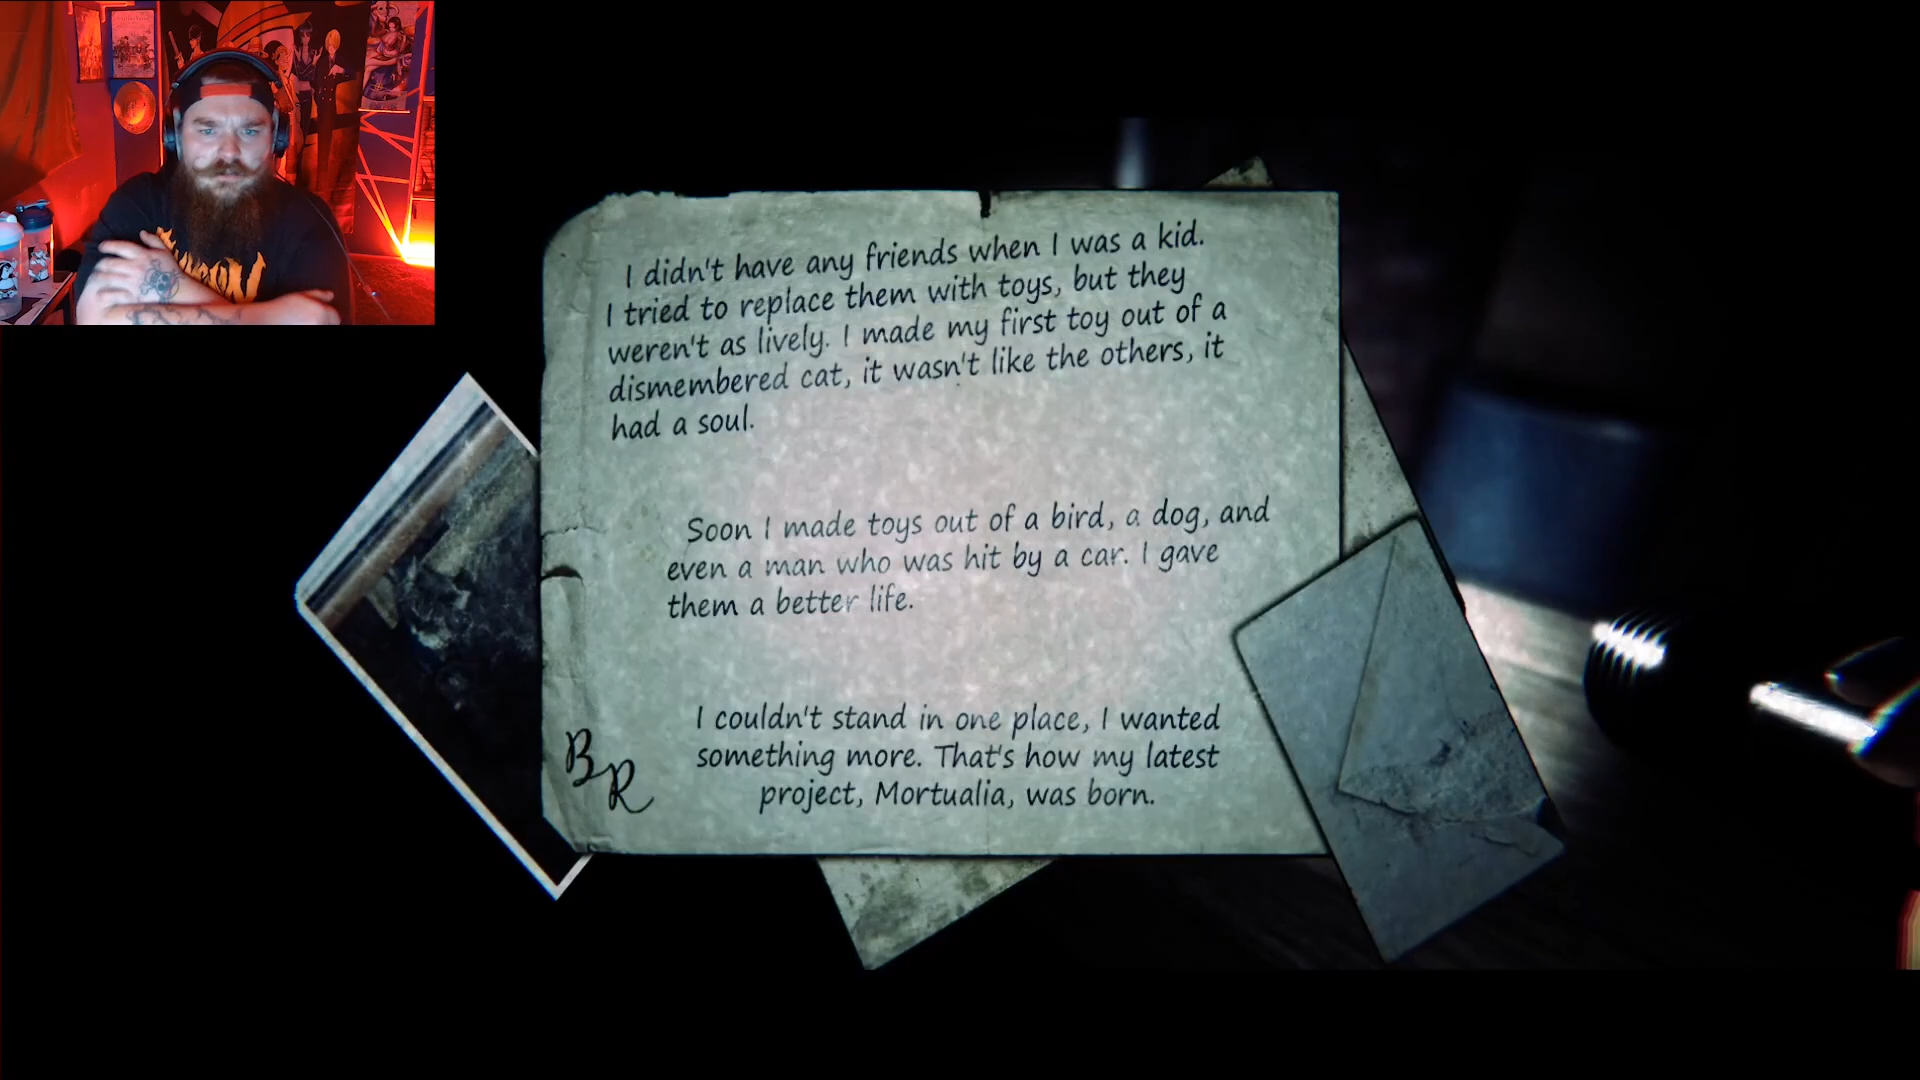 I didn't have any friends when I was a kid.
I tried to replace them with toys, but they
weren't as lively. I made my first toy out of a
dismembered cat, it wasn't like the others, it
had a soul.
Soon I made toys out of a bird, a dog, and
even a man who was hit by a car. I gave
them a better life.
I couldn't stand in one place, I wanted
something more. That's how my latest
project, Mortualia, was born.
BR